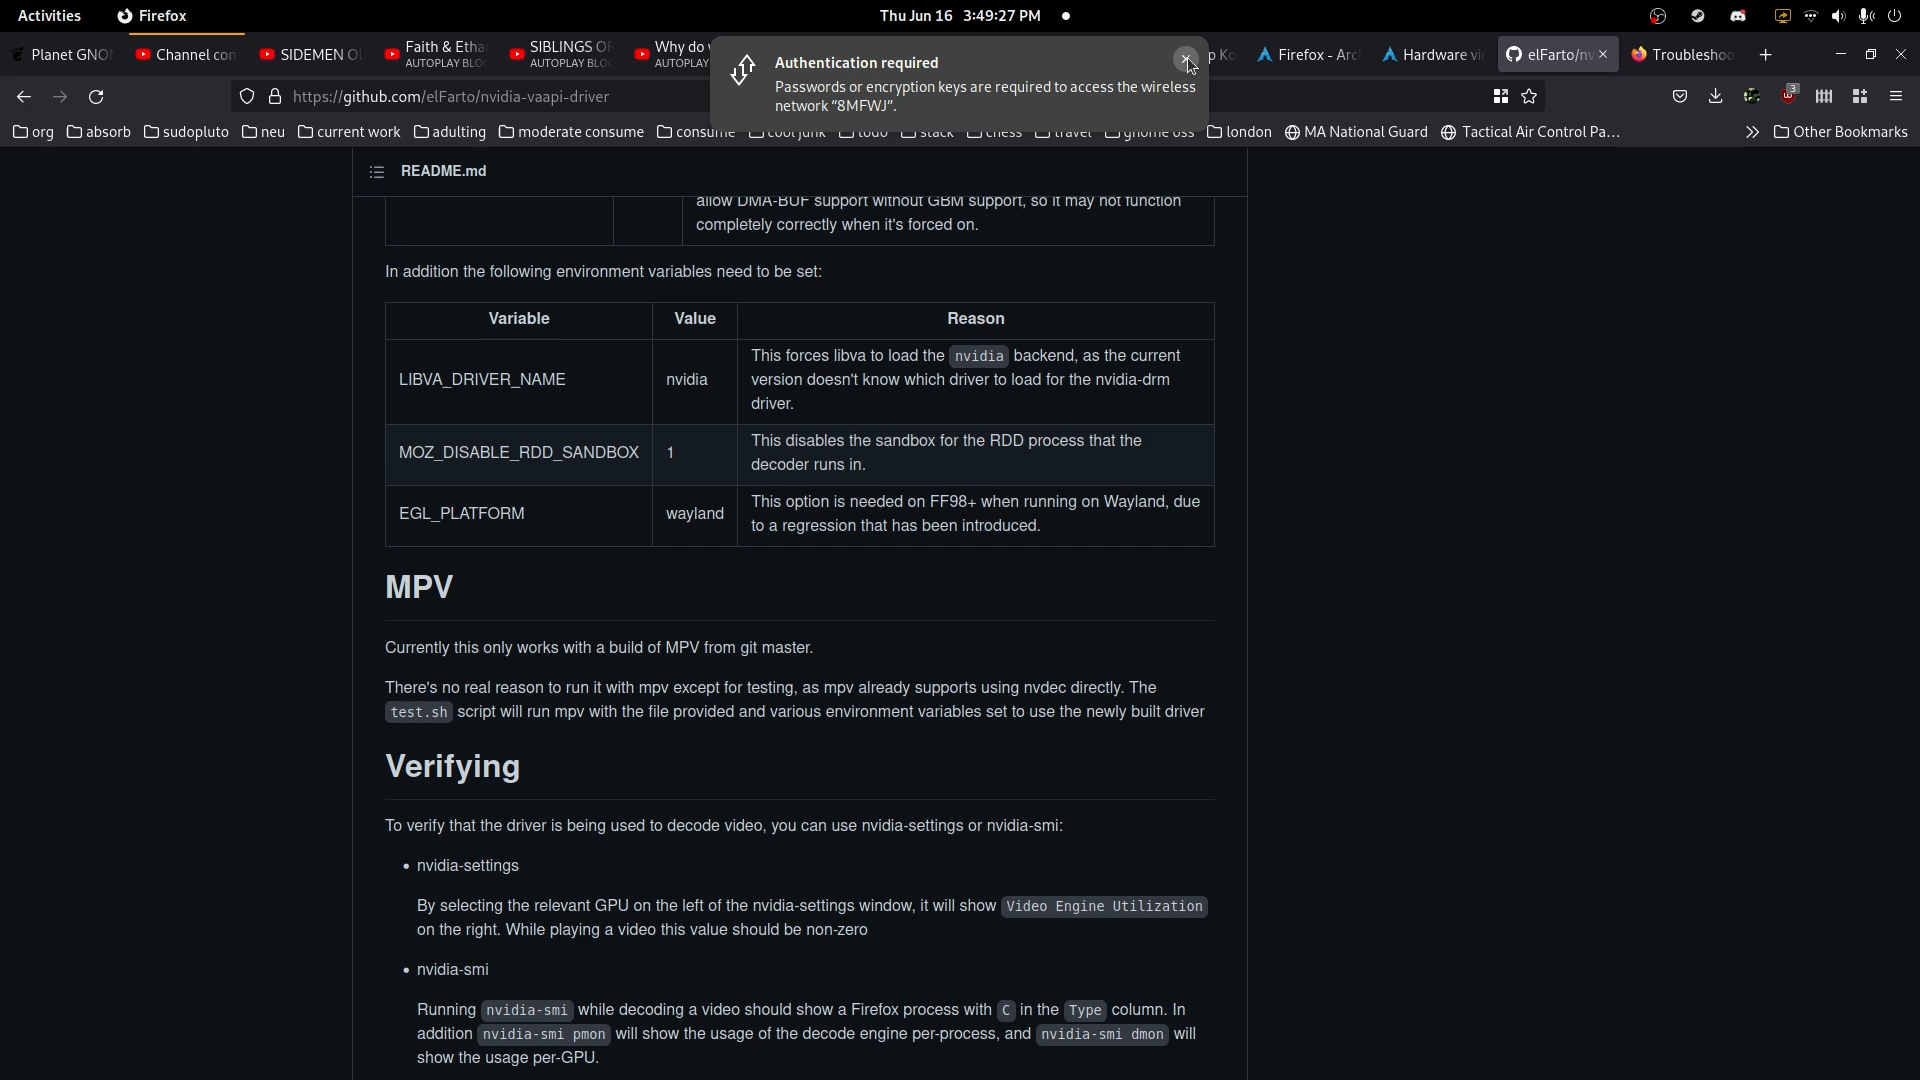 Activities Firefox Thu Jun 16 3:49:27 PM
Planet GNO Channel con SIDEMEN O Faith & Etha SIBLINGS OF Why do Firefox - Arc Hardware vi elFarto/nv Troubleshoo
AUTOPLAY BLO AUTOPLAY BLO AUTOPLAY
Authentication required
Passwords or encryption keys are required to access the wireless
network “8MFWJ”.
https://github.com/elFarto/nvidia-vaapi-driver 3
org absorb sudopluto neu current work adulting moderate consume consume cool junk todo slack chess travel gnome oss london MA National Guard Tactical Air Control Pa… Other Bookmarks
README.md
allow DMA-BUF support without GBM support, so it may not function
completely correctly when it's forced on.
In addition the following environment variables need to be set:
Variable Value Reason
LIBVA_DRIVER_NAME nvidia This forces libva to load the nvidia backend, as the current
version doesn't know which driver to load for the nvidia-drm
driver.
MOZ_DISABLE_RDD_SANDBOX 1 This disables the sandbox for the RDD process that the
decoder runs in.
EGL_PLATFORM wayland This option is needed on FF98+ when running on Wayland, due
to a regression that has been introduced.
MPV
Currently this only works with a build of MPV from git master.
There's no real reason to run it with mpv except for testing, as mpv already supports using nvdec directly. The
test.sh script will run mpv with the file provided and various environment variables set to use the newly built driver
Verifying
To verify that the driver is being used to decode video, you can use nvidia-settings or nvidia-smi:
• nvidia-settings
By selecting the relevant GPU on the left of the nvidia-settings window, it will show Video Engine Utilization
on the right. While playing a video this value should be non-zero
• nvidia-smi
Running nvidia-smi while decoding a video should show a Firefox process with C in the Type column. In
addition nvidia-smi pmon will show the usage of the decode engine per-process, and nvidia-smi dmon will
show the usage per-GPU.